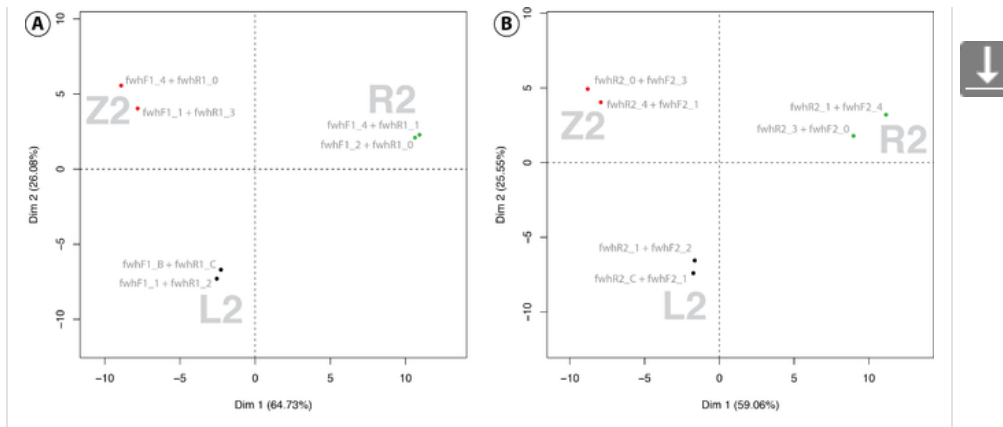 A
10
5
0
−5
−10
Dim 2 (26.08%)
fwhF1_4 + fwhR1_0
Z2
fwhF1_1 + fwhR1_3
R2
fwhF1_4 + fwhR1_1
fwhF1_2 + fwhR1_0
fwhF1_B + fwhR1_C
fwhF1_1 + fwhR1_2
L2
−10
−5
0
5
10
Dim 1 (64.73%)
B
10
5
0
−5
−10
Dim 2 (25.55%)
fwhR2_0 + fwhF2_3
fwhR2_4 + fwhF2_1
Z2
fwhR2_1 + fwhF2_4
fwhR2_3 + fwhF2_0
R2
fwhR2_1 + fwhF2_2
fwhR2_C + fwhF2_1
L2
−10
−5
0
5
10
Dim 1 (59.06%)